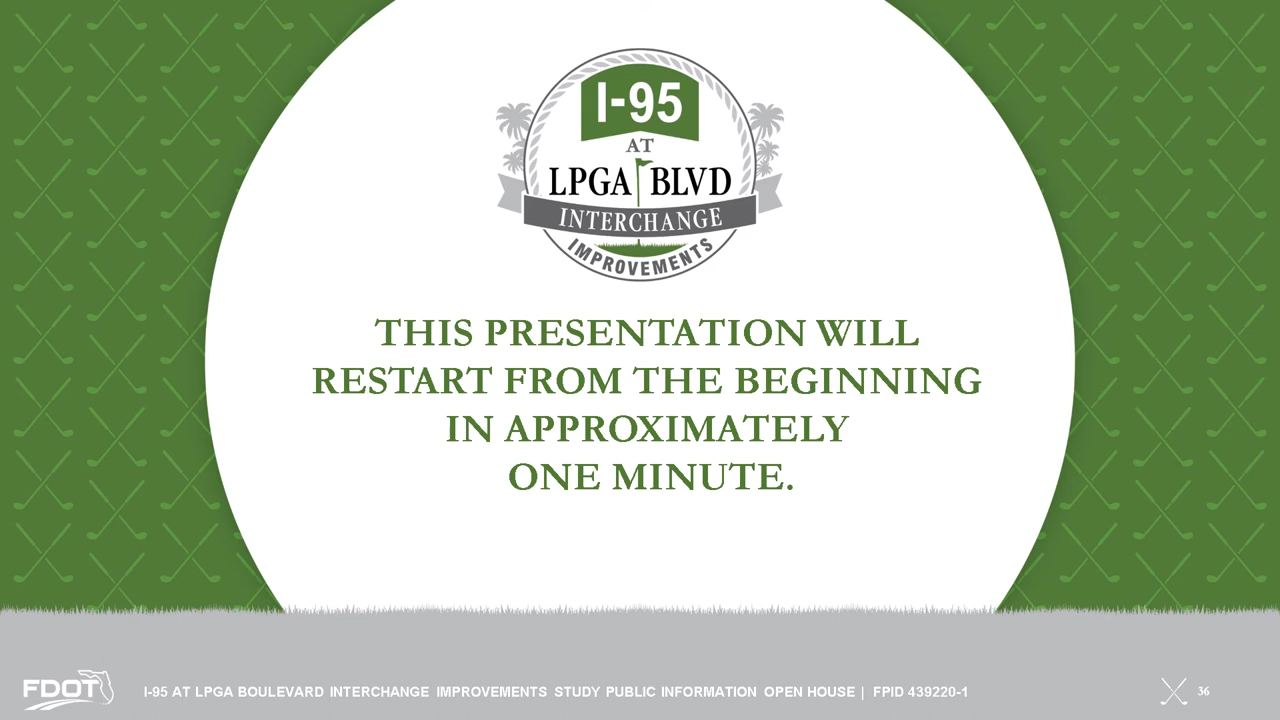 I-95
AT
LPGA BLVD
INTERCHANGE
IMPROVEMENTS
THIS PRESENTATION WILL
RESTART FROM THE BEGINNING
IN APPROXIMATELY
ONE MINUTE.
FDOT
I-95 AT LPGA BOULEVARD INTERCHANGE IMPROVEMENTS STUDY PUBLIC INFORMATION OPEN HOUSE | FPID 439220-1
36